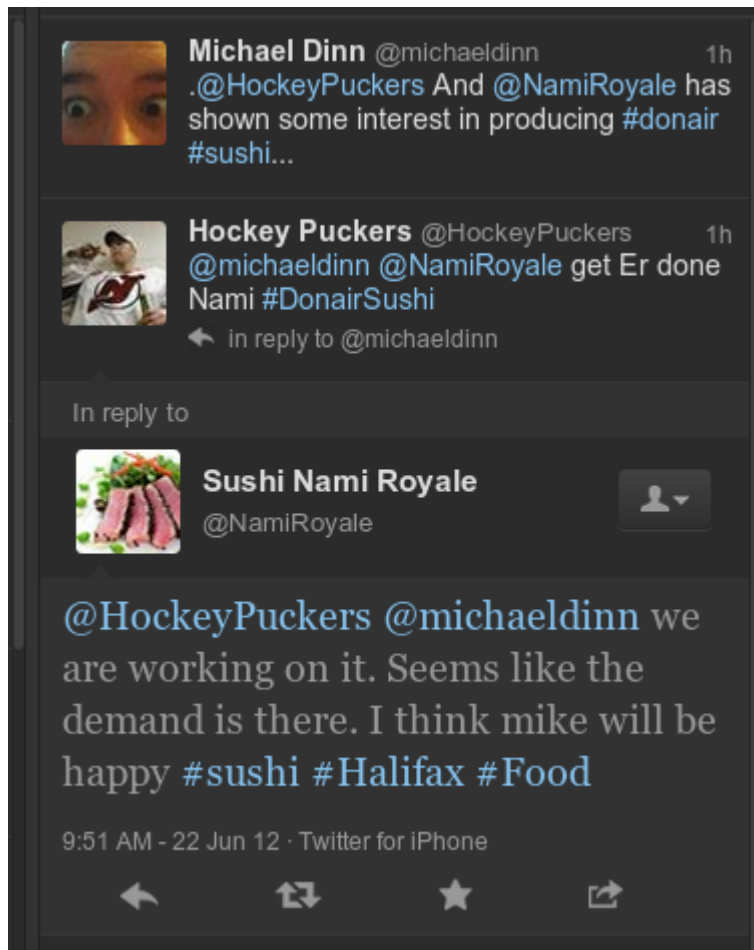 Michael Dinn @michaeldinn 1h
.@HockeyPuckers And @NamiRoyale has
shown some interest in producing #donair
#sushi...
Hockey Puckers @HockeyPuckers 1h
@michaeldinn @NamiRoyale get Er done
Nami #DonairSushi
in reply to @michaeldinn
In reply to
Sushi Nami Royale
@NamiRoyale
@HockeyPuckers @michaeldinn we
are working on it. Seems like the
demand is there. I think mike will be
happy #sushi #Halifax #Food
9:51 AM - 22 Jun 12 · Twitter for iPhone